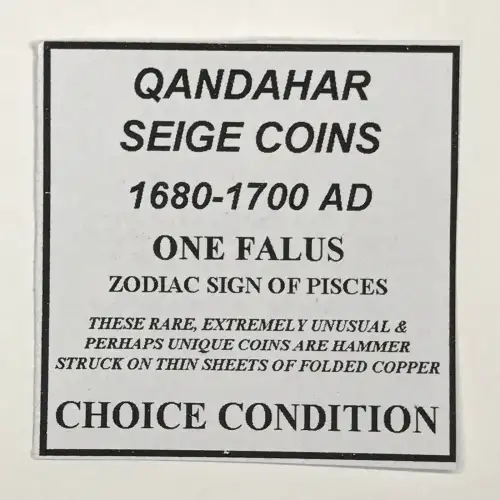 QANDAHAR
SEIGE COINS
1680-1700 AD
ONE FALUS
ZODIAC SIGN OF PISCES
THESE RARE, EXTREMELY UNUSUAL &
PERHAPS UNIQUE COINS ARE HAMMER
STRUCK ON THIN SHEETS OF FOLDED COPPER
CHOICE CONDITION